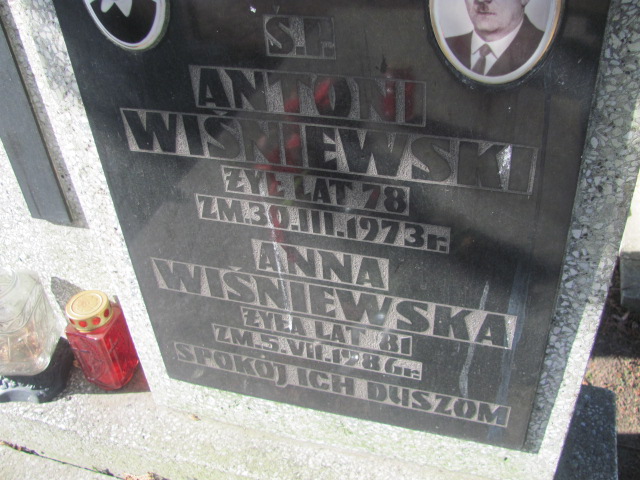 Ś.P.
ANTONI
WIŚNIEWSKI
ŻYŁ LAT 78
ZM.30.III.1973r.
ANNA
WIŚNIEWSKA
ŻYŁA LAT 81
ZM.5.VII.1986r.
SPOKÓJ ICH DUSZOM